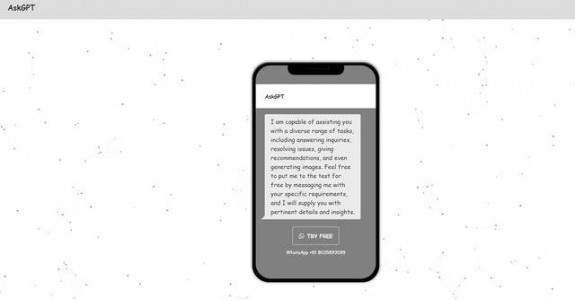 AskGPT
AskGPT
I am capable of assisting you
with a diverse range of tasks,
including answering inquiries,
resolving issues, giving
recommendations, and even
generating images. Feel free
to put me to the test for
free by messaging me with
your specific requirements,
and I will supply you with
pertinent details and insights.
TRY FREE
WhatsApp +91